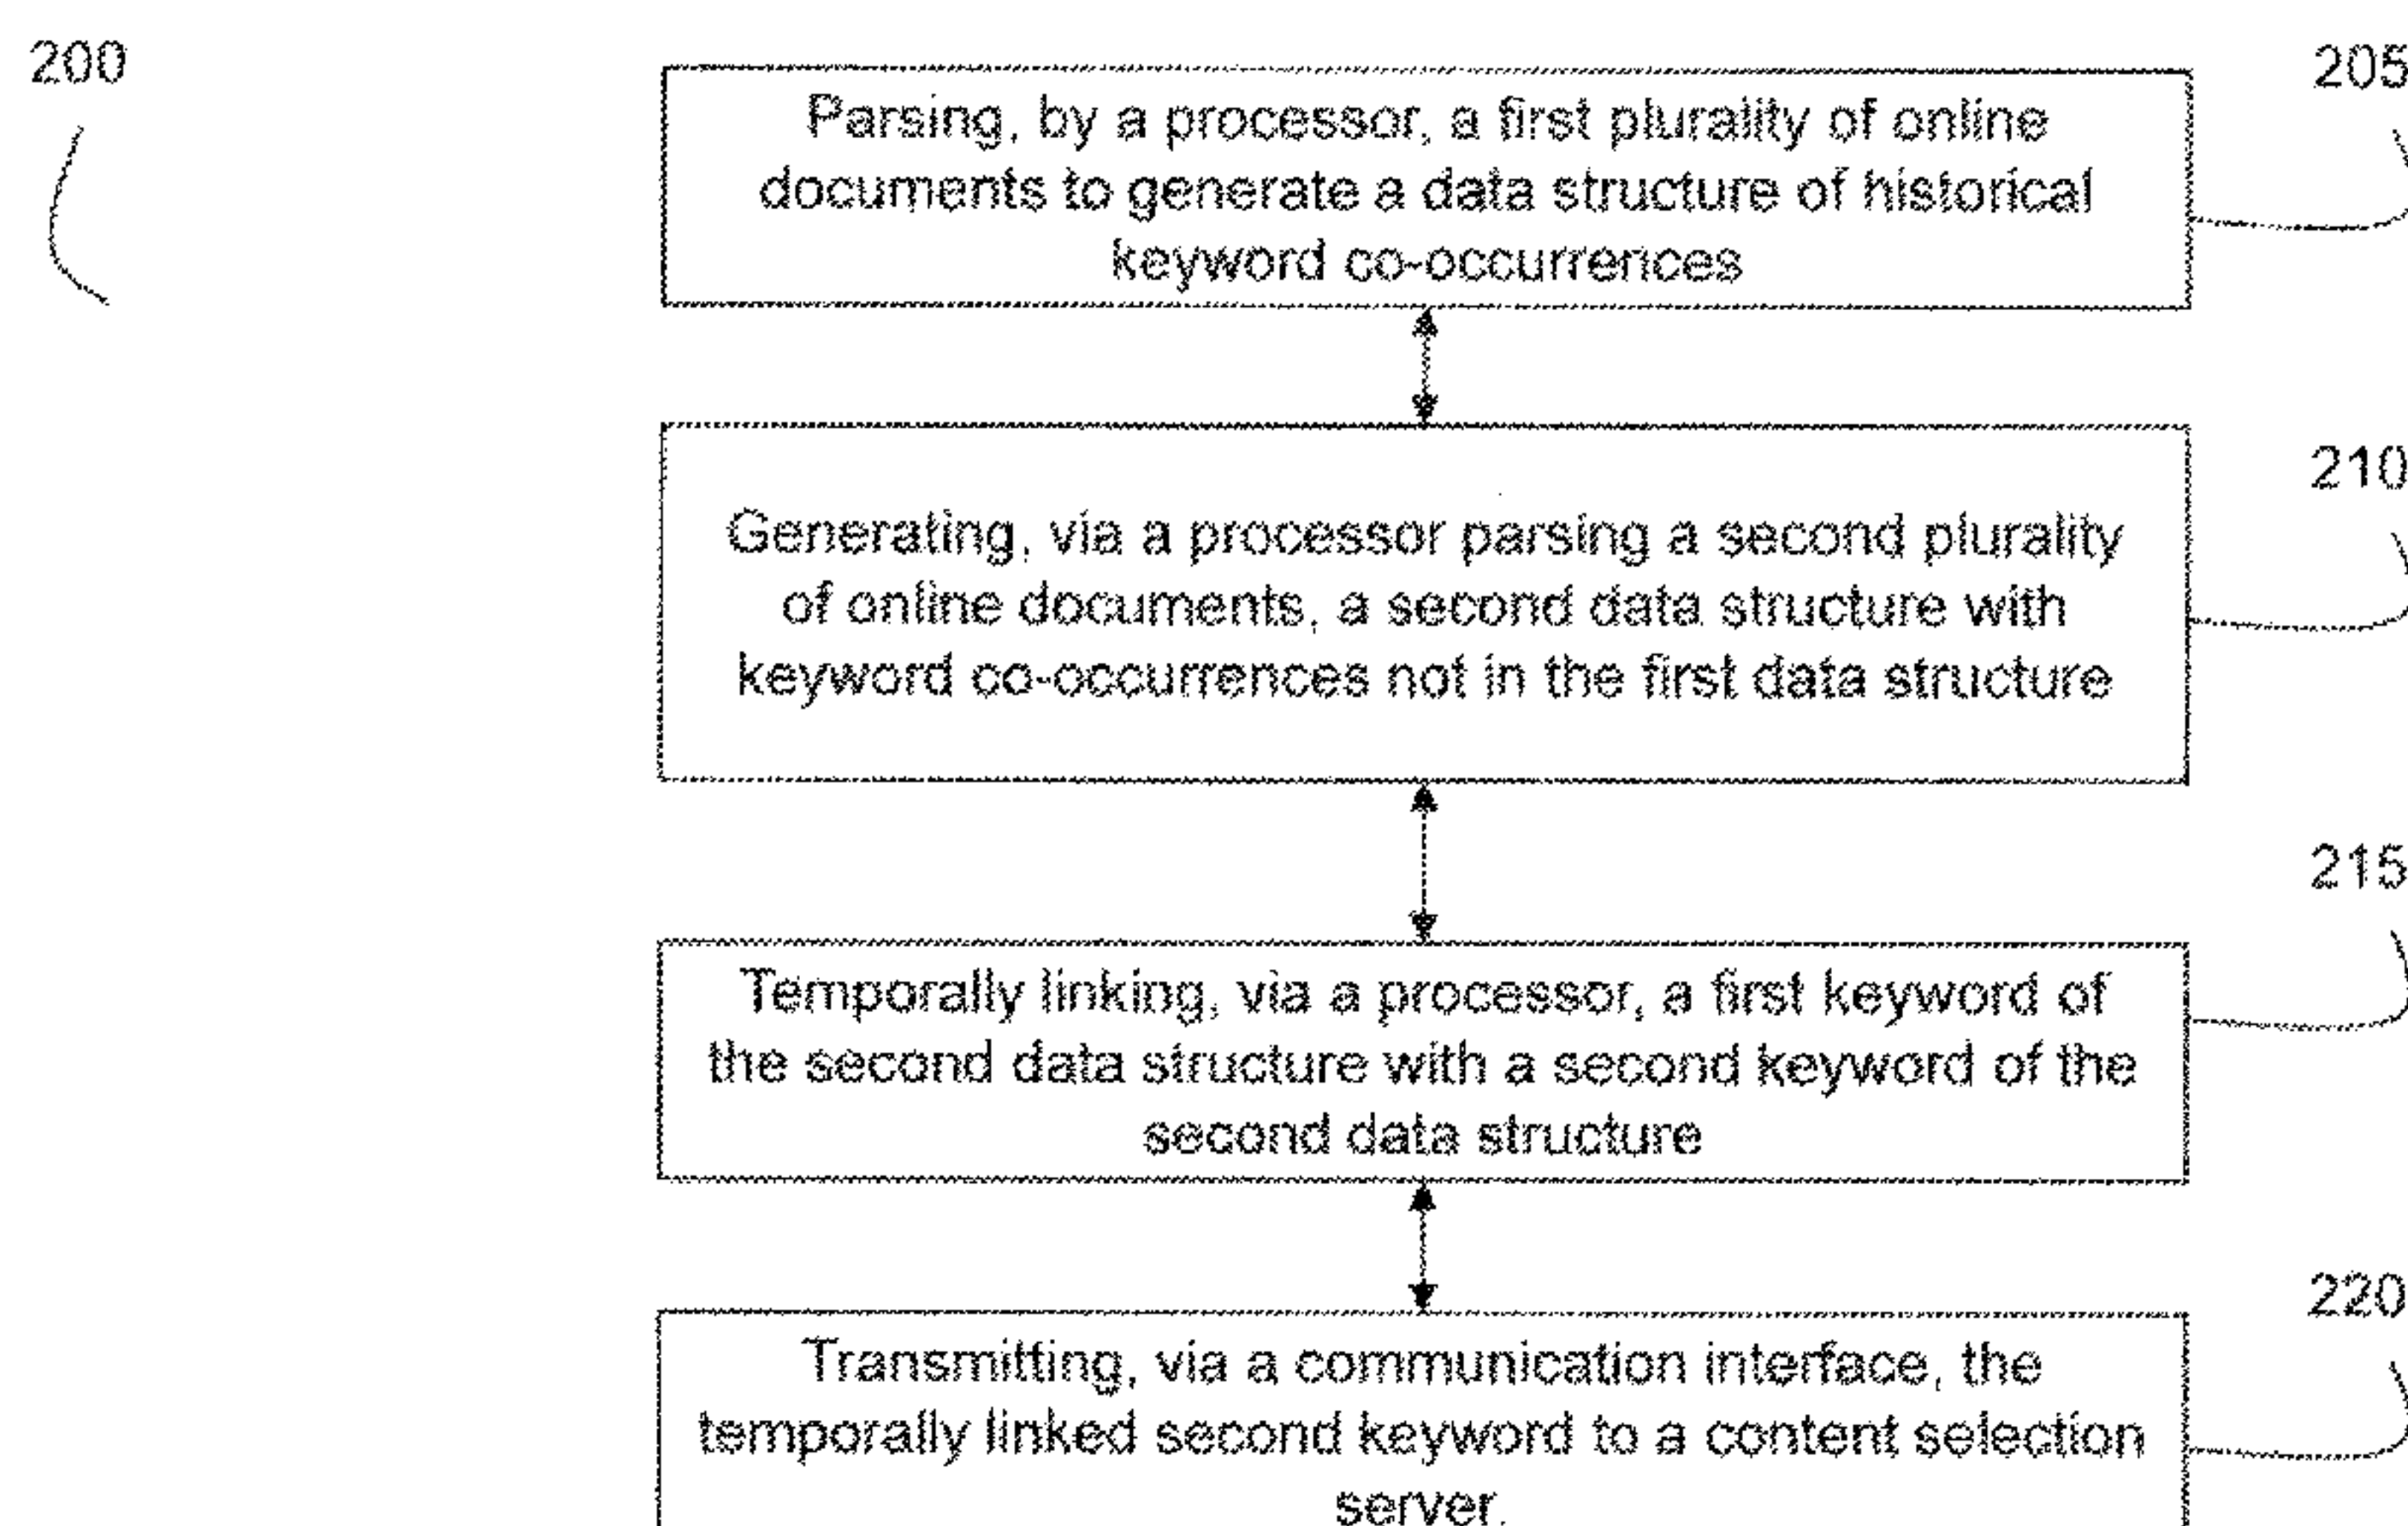 200
205
Parsing, by a processor, a first plurality of online
documents to generate a data structure of historical
keyword co-occurrences
210
Generating, via a processor parsing a second plurality
of online documents, a second data structure with
keyword co-occurrences not in the first data structure
215
Temporally linking, via a processor, a first keyword of
the second data structure with a second keyword of the
second data structure
220
Transmitting, via a communication interface, the
temporally linked second keyword to a content selection
server.